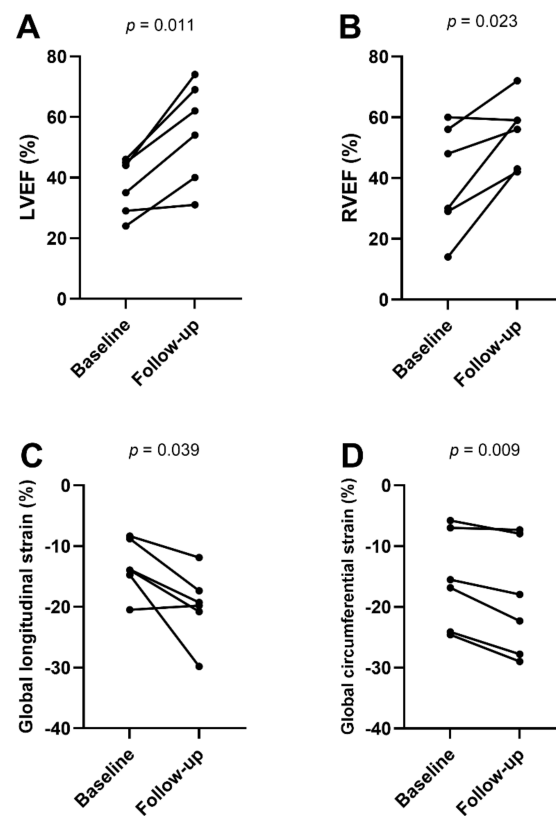 A
p = 0.011
LVEF (%)
80
60
40
20
0
Baseline
Follow-up
B
p = 0.023
RVEF (%)
80
60
40
20
0
Baseline
Follow-up
C
p = 0.039
Global longitudinal strain (%)
0
-10
-20
-30
-40
Baseline
Follow-up
D
p = 0.009
Global circumferential strain (%)
0
-10
-20
-30
-40
Baseline
Follow-up